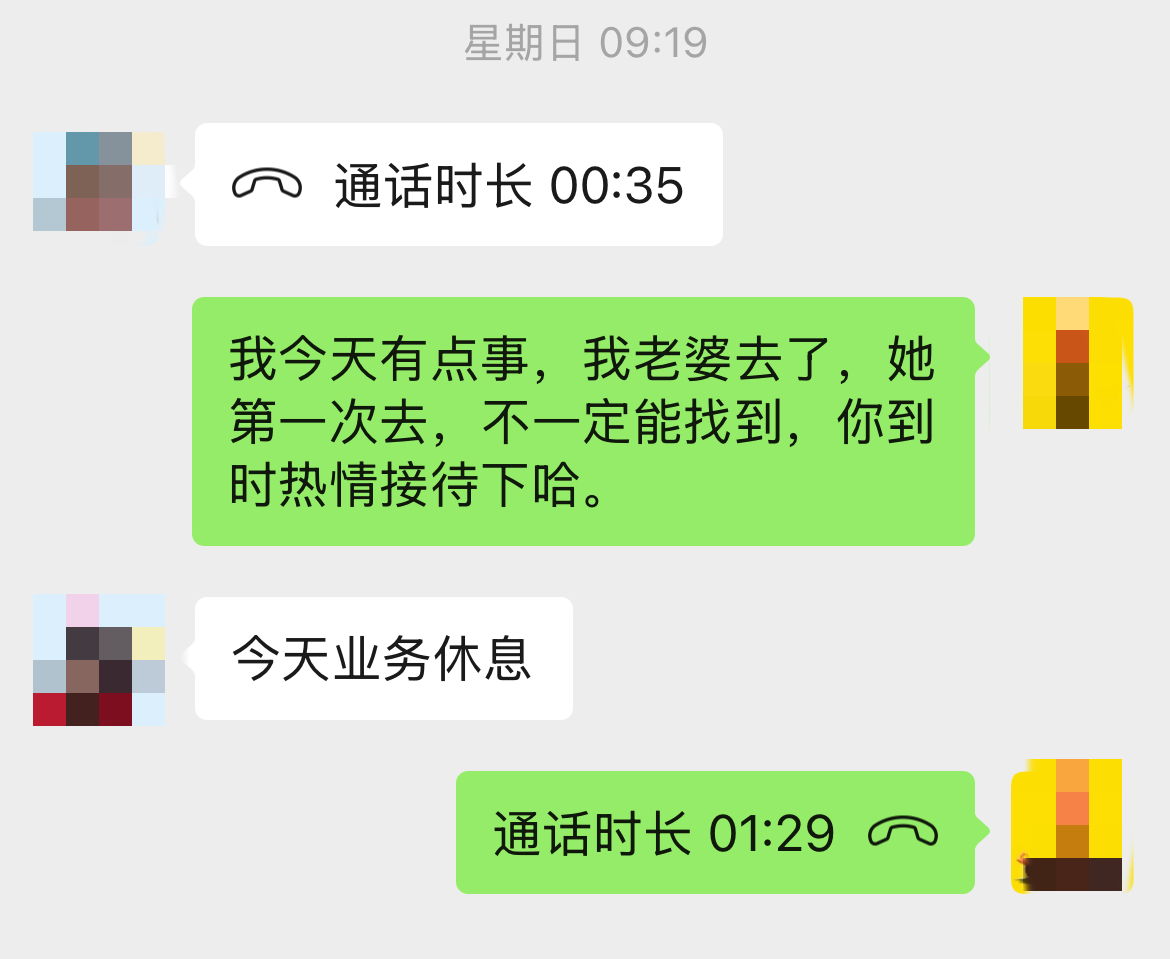 星期日 09:19
通话时长 00:35
我今天有点事，我老婆去了，她
第一次去，不一定能找到，你到
时热情接待下哈。
今天业务休息
通话时长 01:29